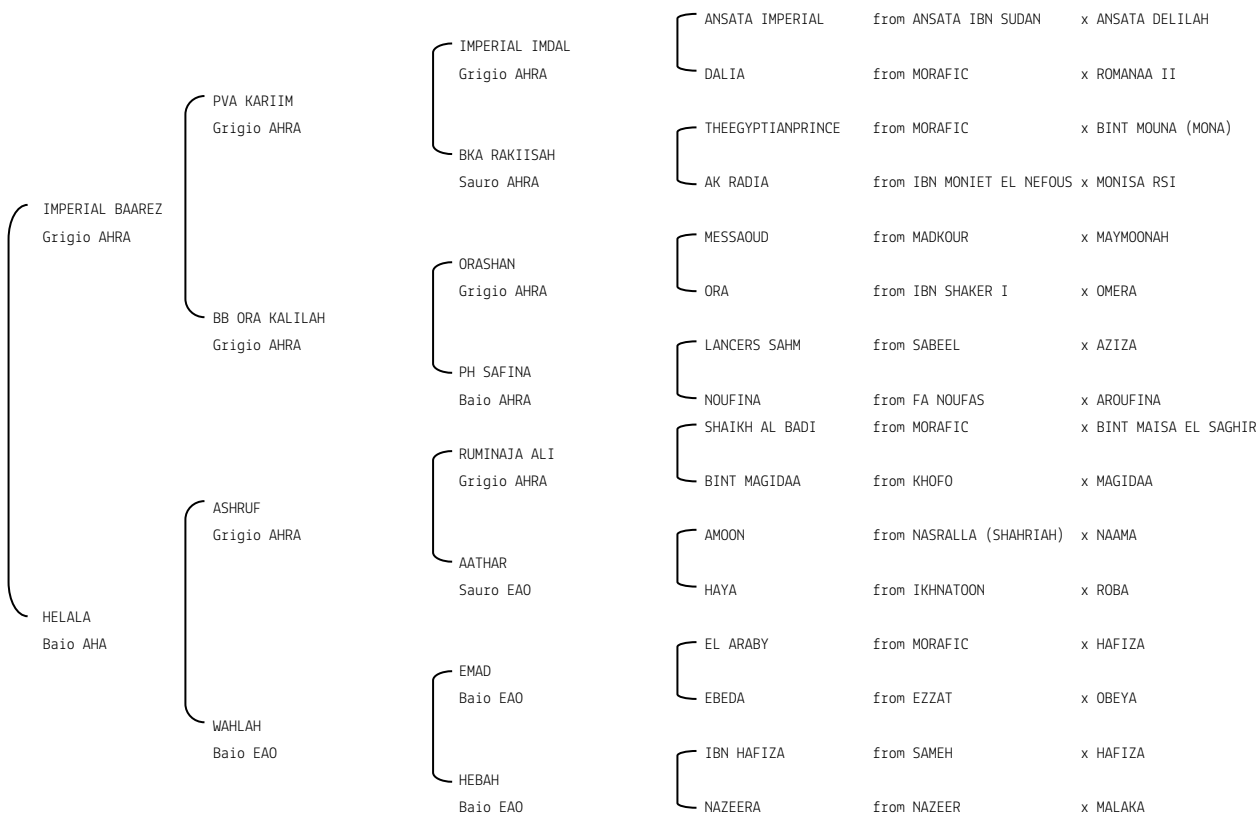 ANSATA IMPERIAL from ANSATA IBN SUDAN x ANSATA DELILAH
IMPERIAL IMDAL
Grigio AHRA
DALIA from MORAFIC x ROMANAA II
PVA KARIIM
Grigio AHRA
THEEGYPTIANPRINCE from MORAFIC x BINT MOUNA (MONA)
BKA RAKIISAH
Sauro AHRA
AK RADIA from IBN MONIET EL NEFOUS x MONISA RSI
IMPERIAL BAAREZ
Grigio AHRA
MESSAOUD from MADKOUR x MAYMOONAH
ORASHAN
Grigio AHRA
ORA from IBN SHAKER I x OMERA
BB ORA KALILAH
Grigio AHRA
LANCERS SAHM from SABEEL x AZIZA
PH SAFINA
Baio AHRA
NOUFINA from FA NOUFAS x AROUFINA
SHAIKH AL BADI from MORAFIC x BINT MAISA EL SAGHIR
RUMINAJA ALI
Grigio AHRA
BINT MAGIDAA from KHOFO x MAGIDAA
ASHRUF
Grigio AHRA
AMOON from NASRALLA (SHAHRIAH) x NAAMA
AATHAR
Sauro EAO
HAYA from IKHNATOON x ROBA
HELALA
Baio AHA
EL ARABY from MORAFIC x HAFIZA
EMAD
Baio EAO
EBEDA from EZZAT x OBEYA
WAHLAH
Baio EAO
IBN HAFIZA from SAMEH x HAFIZA
HEBAH
Baio EAO
NAZEERA from NAZEER x MALAKA